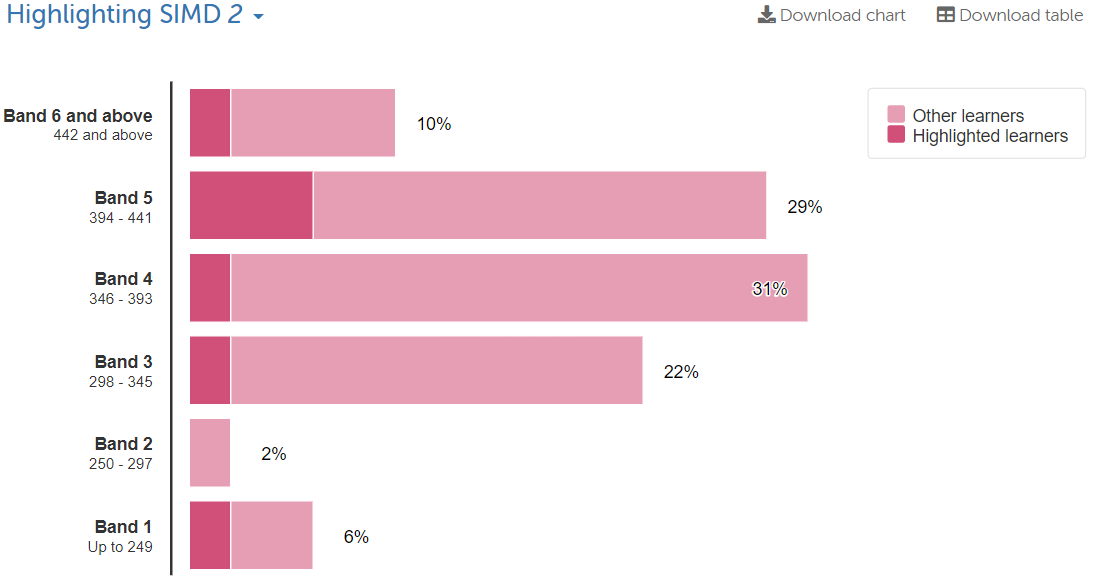 Highlighting SIMD 2
Download chart
Download table
Other learners
Highlighted learners
Band 6 and above
442 and above
10%
Band 5
394 - 441
29%
Band 4
346 - 393
31%
Band 3
298 - 345
22%
Band 2
250 - 297
2%
Band 1
Up to 249
6%